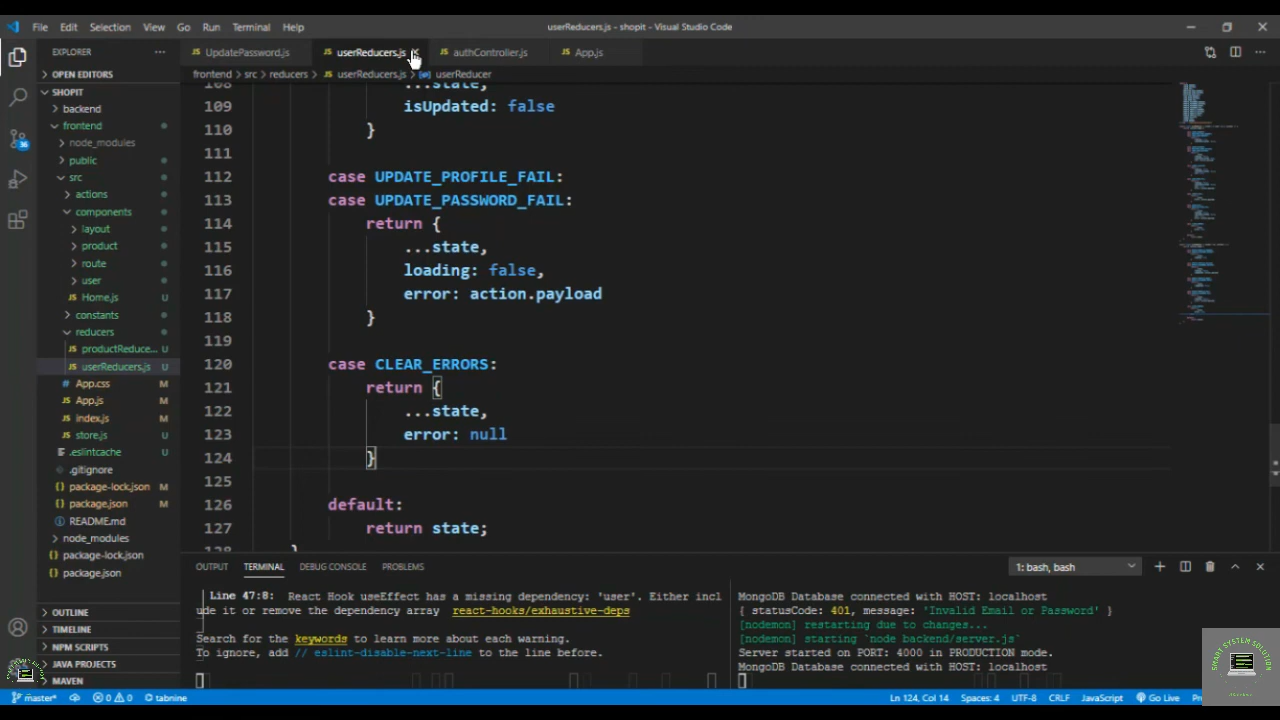 File Edit Selection View Go Run Terminal Help
userReducers.js - shopit - Visual Studio Code
EXPLORER
UpdatePassword.js
userReducers.js
authController.js
App.js
frontend > src > reducers > userReducers.js > userReducer
OPEN EDITORS
SHOPIT
backend
frontend
node_modules
public
src
actions
components
layout
product
route
user
Home.js U
constants
reducers
productReduce... U
userReducers.js U
App.css M
App.js M
index.js M
store.js U
.eslintcache U
.gitignore
package-lock.json M
package.json M
README.md
node_modules
package-lock.json
package.json
OUTLINE
TIMELINE
NPM SCRIPTS
JAVA PROJECTS
MAVEN
108 ...state,
109 isUpdated: false
110 }
111
112 case UPDATE_PROFILE_FAIL:
113 case UPDATE_PASSWORD_FAIL:
114 return {
115 ...state,
116 loading: false,
117 error: action.payload
118 }
119
120 case CLEAR_ERRORS:
121 return {
122 ...state,
123 error: null
124 }
125
126 default:
127 return state;
128 }
OUTPUT TERMINAL DEBUG CONSOLE PROBLEMS
1: bash, bash
Line 47:8: React Hook useEffect has a missing dependency: 'user'. Either incl
ude it or remove the dependency array react-hooks/exhaustive-deps
Search for the keywords to learn more about each warning.
To ignore, add // eslint-disable-next-line to the line before.
MongoDB Database connected with HOST: localhost
{ statusCode: 401, message: 'Invalid Email or Password' }
[nodemon] restarting due to changes...
[nodemon] starting `node backend/server.js`
Server started on PORT: 4000 in PRODUCTION mode.
MongoDB Database connected with HOST: localhost
master* 0 0 tabnine
Ln 124, Col 14 Spaces: 4 UTF-8 CRLF JavaScript Go Live
SMART SYSTEM SOLUTION